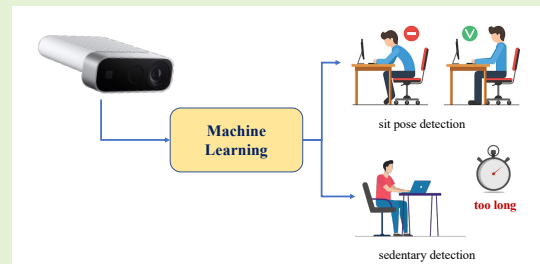 Machine
Learning
sit pose detection
too long
sedentary detection